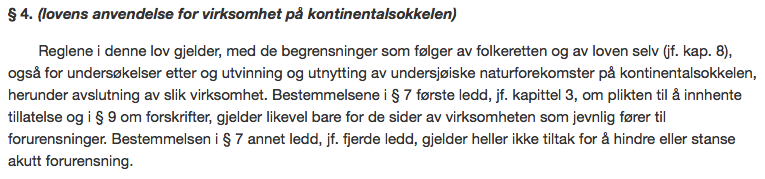 § 4. (lovens anvendelse for virksomhet på kontinentalsokkelen)
Reglene i denne lov gjelder, med de begrensninger som følger av folkeretten og av loven selv (jf. kap. 8),
også for undersøkelser etter og utvinning og utnytting av undersjøiske naturforekomster på kontinentalsokkelen,
herunder avslutning av slik virksomhet. Bestemmelsene i § 7 første ledd, jf. kapittel 3, om plikten til å innhente
tillatelse og i § 9 om forskrifter, gjelder likevel bare for de sider av virksomheten som jevnlig fører til
forurensninger. Bestemmelsen i § 7 annet ledd, jf. fjerde ledd, gjelder heller ikke tiltak for å hindre eller stanse
akutt forurensning.